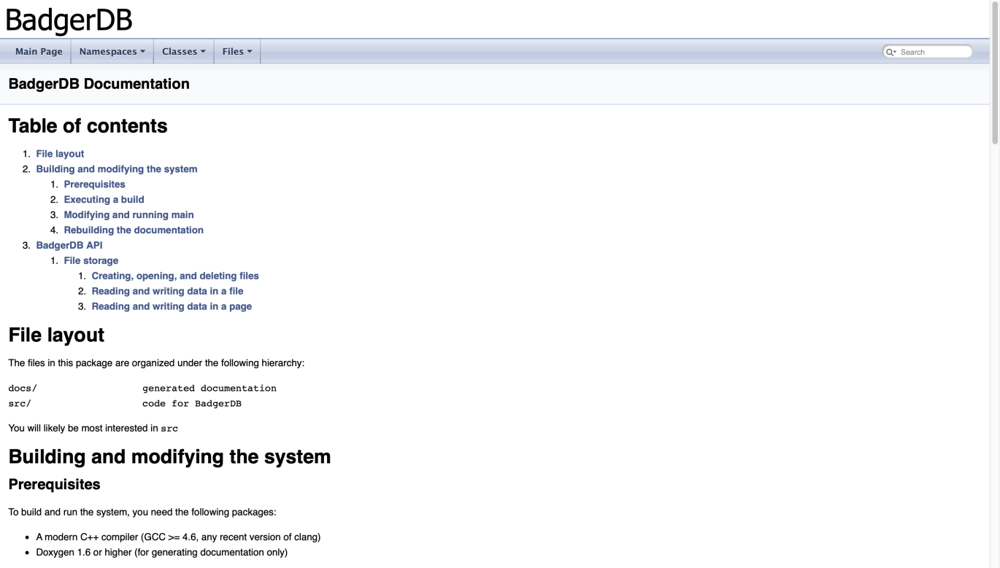 BadgerDB
Main Page Namespaces Classes Files Search
BadgerDB Documentation
Table of contents
1. File layout
2. Building and modifying the system
1. Prerequisites
2. Executing a build
3. Modifying and running main
4. Rebuilding the documentation
3. BadgerDB API
1. File storage
1. Creating, opening, and deleting files
2. Reading and writing data in a file
3. Reading and writing data in a page
File layout
The files in this package are organized under the following hierarchy:
docs/ generated documentation
src/ code for BadgerDB
You will likely be most interested in src
Building and modifying the system
Prerequisites
To build and run the system, you need the following packages:
• A modern C++ compiler (GCC >= 4.6, any recent version of clang)
• Doxygen 1.6 or higher (for generating documentation only)